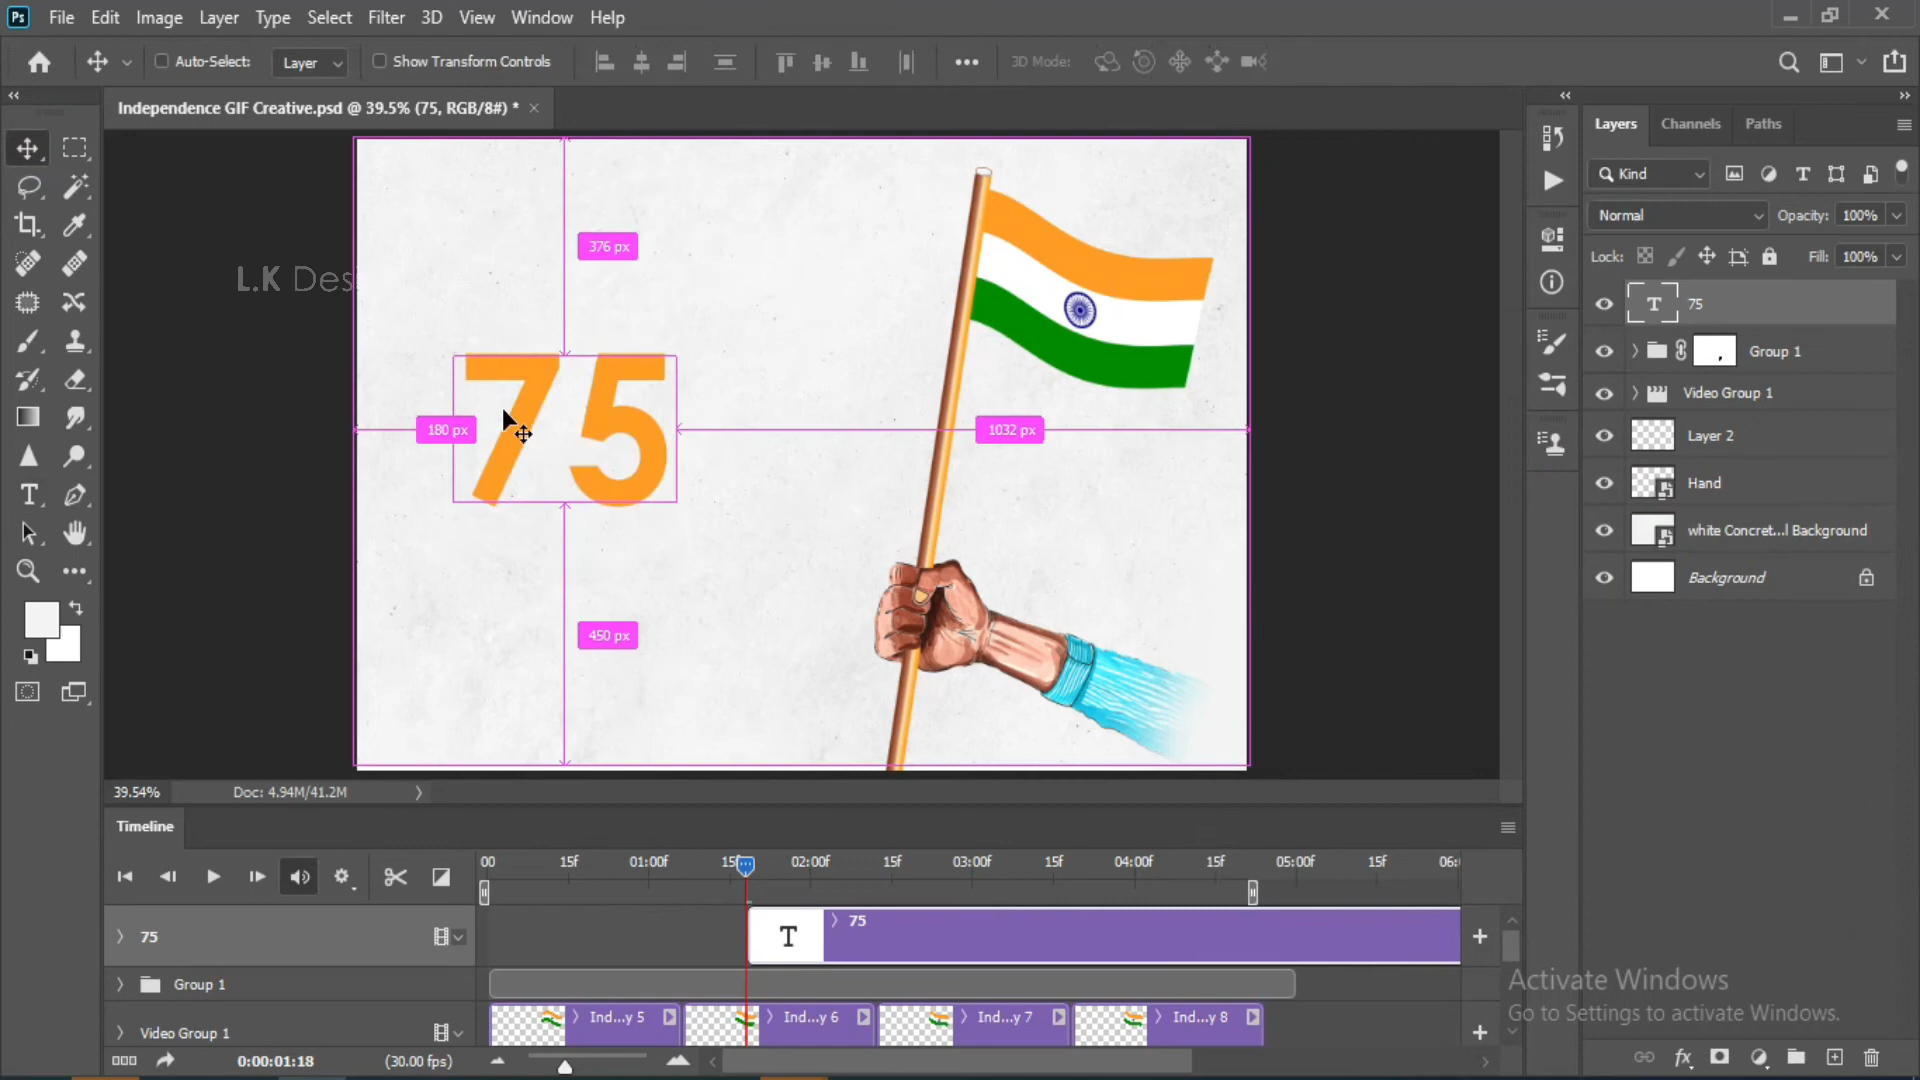 Ps File Edit Image Layer Type Select Filter 3D View Window Help
Auto-Select: Layer Show Transform Controls 3D Mode:
Independence GIF Creative.psd @ 39.5% (75, RGB/8#) *
Layers Channels Paths
Kind
Normal Opacity: 100%
Lock: Fill: 100%
75
Group 1
Video Group 1
Layer 2
Hand
white Concret...l Background
Background
376 px
L.K Desi
75
180 px
1032 px
450 px
39.54% Doc: 4.94M/41.2M
Timeline
00 15f 01:00f 15f 02:00f 15f 03:00f 15f 04:00f 15f 05:00f 15f 06:
75 T 75
Group 1
Video Group 1 Ind...y 5 Ind...y 6 Ind...y 7 Ind...y 8
0:00:01:18 (30.00 fps)
Activate Windows
Go to Settings to activate Windows.